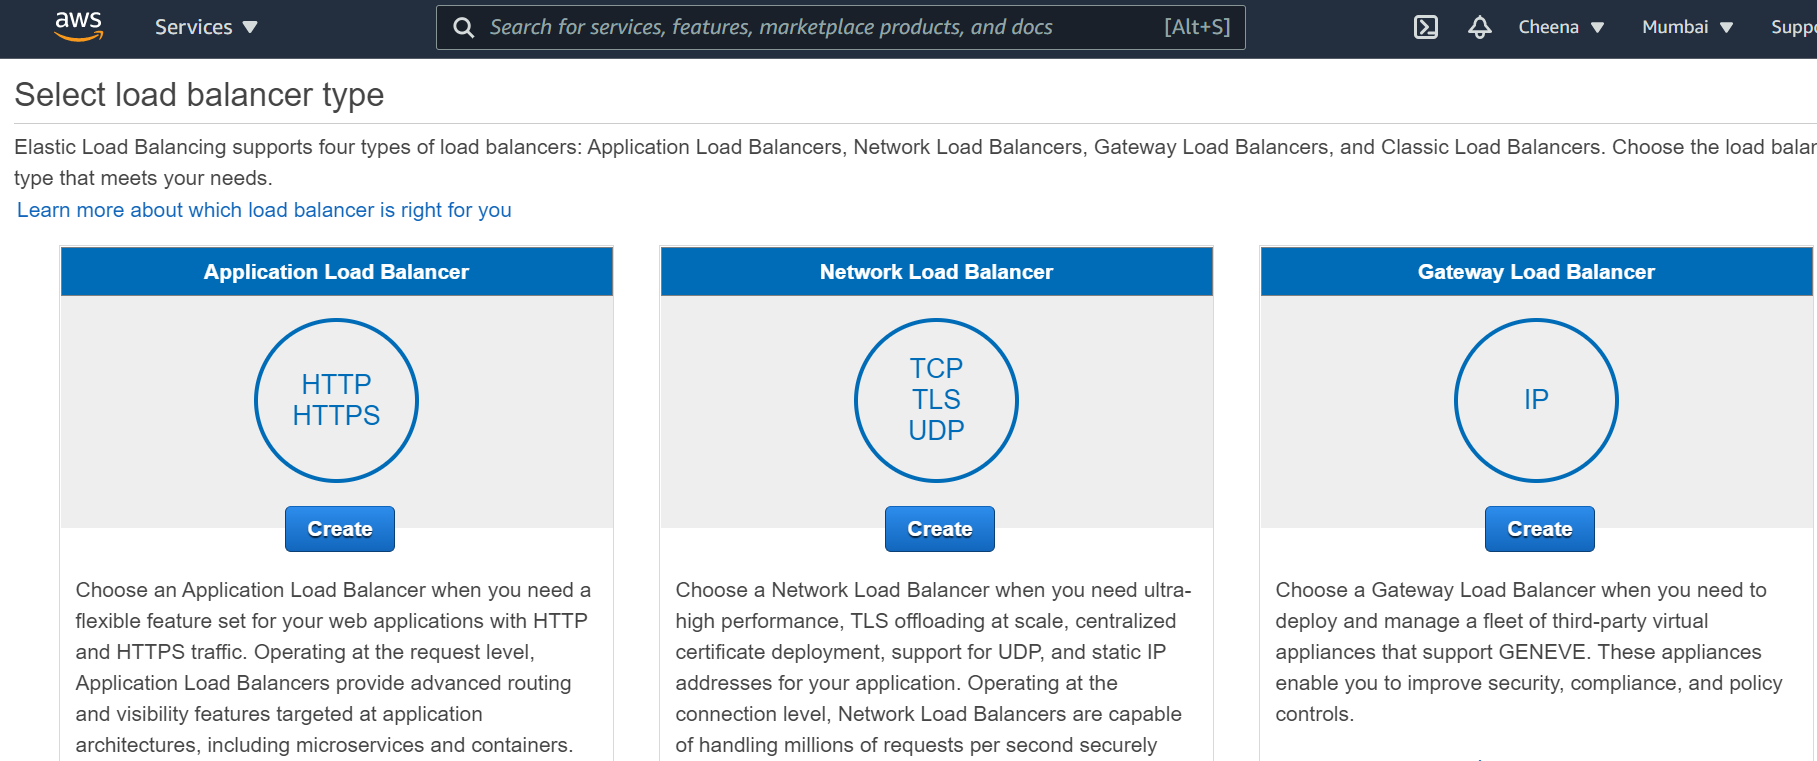 aws
Services
Search for services, features, marketplace products, and docs
[Alt+S]
Cheena
Mumbai
Suppo
Select load balancer type
Elastic Load Balancing supports four types of load balancers: Application Load Balancers, Network Load Balancers, Gateway Load Balancers, and Classic Load Balancers. Choose the load balan
type that meets your needs.
Learn more about which load balancer is right for you
Application Load Balancer
HTTP
HTTPS
Create
Choose an Application Load Balancer when you need a
flexible feature set for your web applications with HTTP
and HTTPS traffic. Operating at the request level,
Application Load Balancers provide advanced routing
and visibility features targeted at application
architectures, including microservices and containers.
Network Load Balancer
TCP
TLS
UDP
Create
Choose a Network Load Balancer when you need ultra-
high performance, TLS offloading at scale, centralized
certificate deployment, support for UDP, and static IP
addresses for your application. Operating at the
connection level, Network Load Balancers are capable
of handling millions of requests per second securely
Gateway Load Balancer
IP
Create
Choose a Gateway Load Balancer when you need to
deploy and manage a fleet of third-party virtual
appliances that support GENEVE. These appliances
enable you to improve security, compliance, and policy
controls.